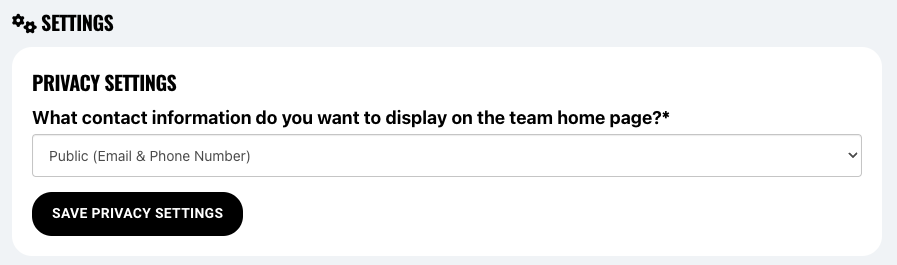 SETTINGS
PRIVACY SETTINGS
What contact information do you want to display on the team home page?*
Public (Email & Phone Number)
SAVE PRIVACY SETTINGS